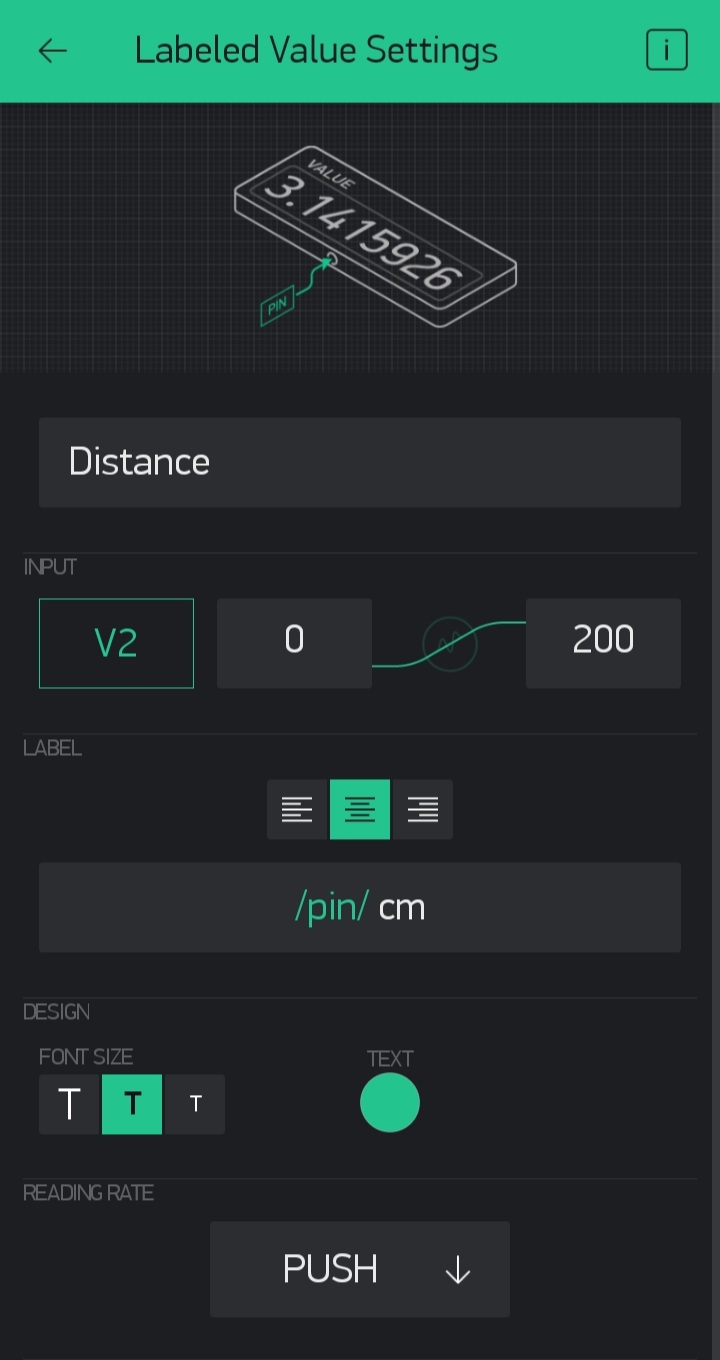 Labeled Value Settings
i
VALUE
3.1415926
PIN
Distance
INPUT
V2 0 200
LABEL
/pin/ cm
DESIGN
FONT SIZE TEXT
T T T
READING RATE
PUSH